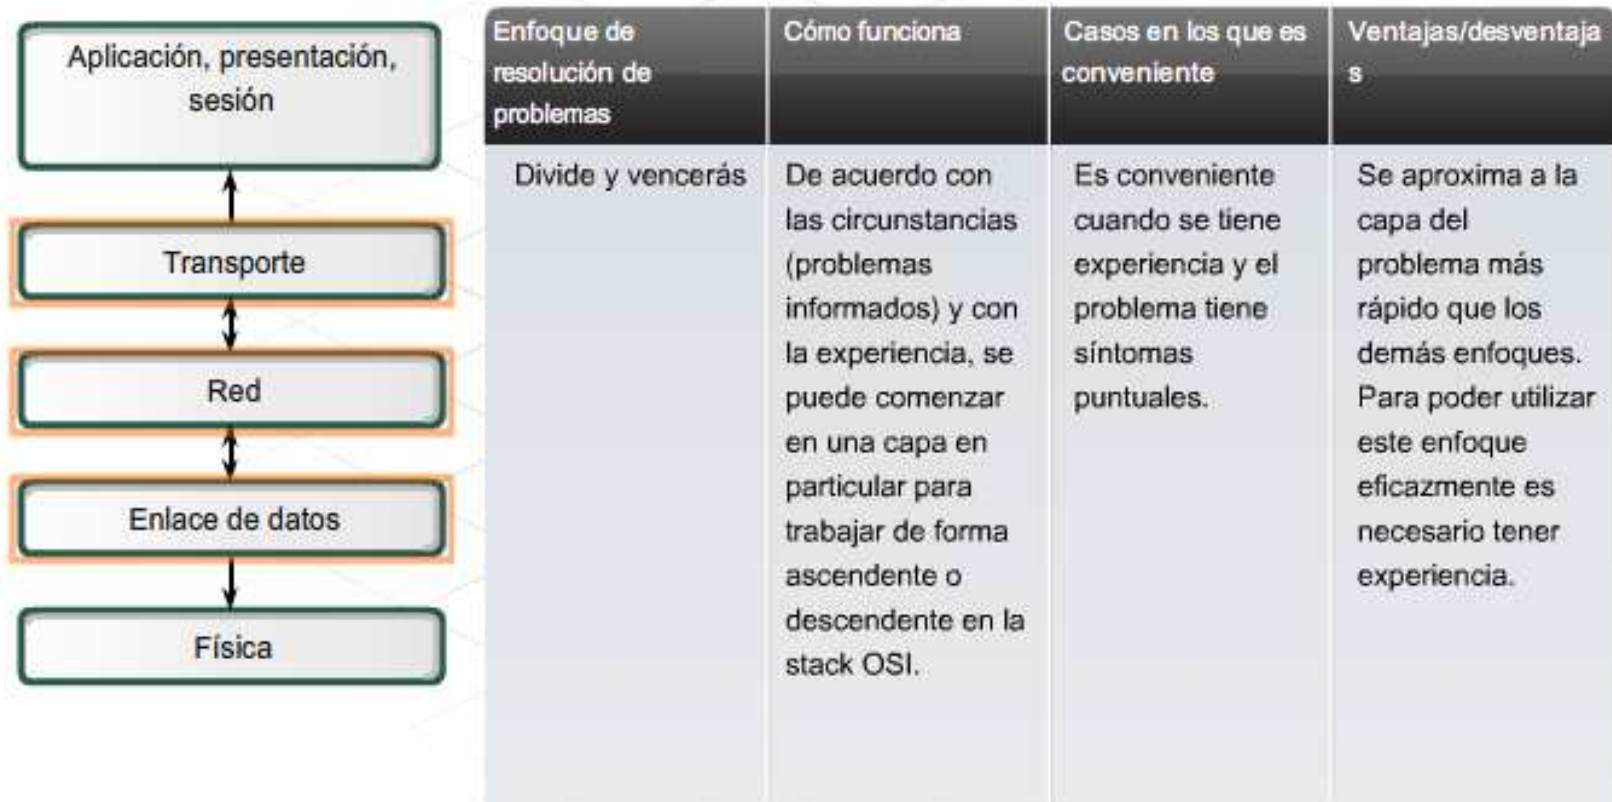 Aplicación, presentación,
sesión
Transporte
Red
Enlace de datos
Física
Enfoque de
resolución de
problemas
Cómo funciona
Casos en los que es
conveniente
Ventajas/desventaja
s
Divide y vencerás
De acuerdo con
las circunstancias
(problemas
informados) y con
la experiencia, se
puede comenzar
en una capa en
particular para
trabajar de forma
ascendente o
descendente en la
stack OSI.
Es conveniente
cuando se tiene
experiencia y el
problema tiene
síntomas
puntuales.
Se aproxima a la
capa del
problema más
rápido que los
demás enfoques.
Para poder utilizar
este enfoque
eficazmente es
necesario tener
experiencia.